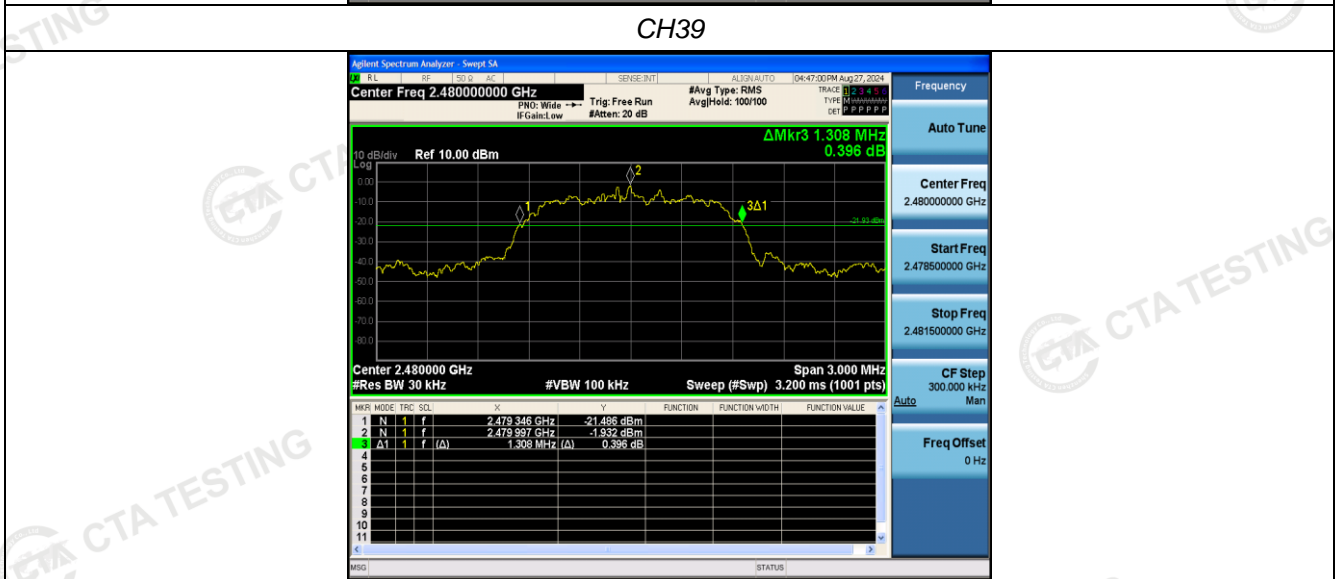 CH39
Agilent Spectrum Analyzer - Swept SA
RL RF 50 Ω AC SENSE:INT ALIGN AUTO 04:47:00 PM Aug 27, 2024
Center Freq 2.480000000 GHz
#Avg Type: RMS
TRACE 1 2 3 4 5 6
PNO: Wide Trig: Free Run Avg|Hold: 100/100
TYPE M WWWWW
IFGain:Low #Atten: 20 dB
DET P P P P P P
ΔMkr3 1.308 MHz
0.396 dB
10 dB/div Ref 10.00 dBm
Log
0.00
-10.0
-20.0
-30.0
-40.0
-50.0
-60.0
-70.0
-80.0
1
2
3Δ1
-21.93 dBm
Center 2.480000 GHz Span 3.000 MHz
#Res BW 30 kHz #VBW 100 kHz Sweep (#Swp) 3.200 ms (1001 pts)
MKR MODE TRC SCL X Y FUNCTION FUNCTION WIDTH FUNCTION VALUE
1 N 1 f 2.479 346 GHz -21.486 dBm
2 N 1 f 2.479 997 GHz -1.932 dBm
3 Δ1 1 f (Δ) 1.308 MHz (Δ) 0.396 dB
4
5
6
7
8
9
10
11
MSG STATUS
Frequency
Auto Tune
Center Freq
2.480000000 GHz
Start Freq
2.478500000 GHz
Stop Freq
2.481500000 GHz
CF Step
300.000 kHz
Auto Man
Freq Offset
0 Hz
STING
CTA
CTA TESTING
CTA TESTING